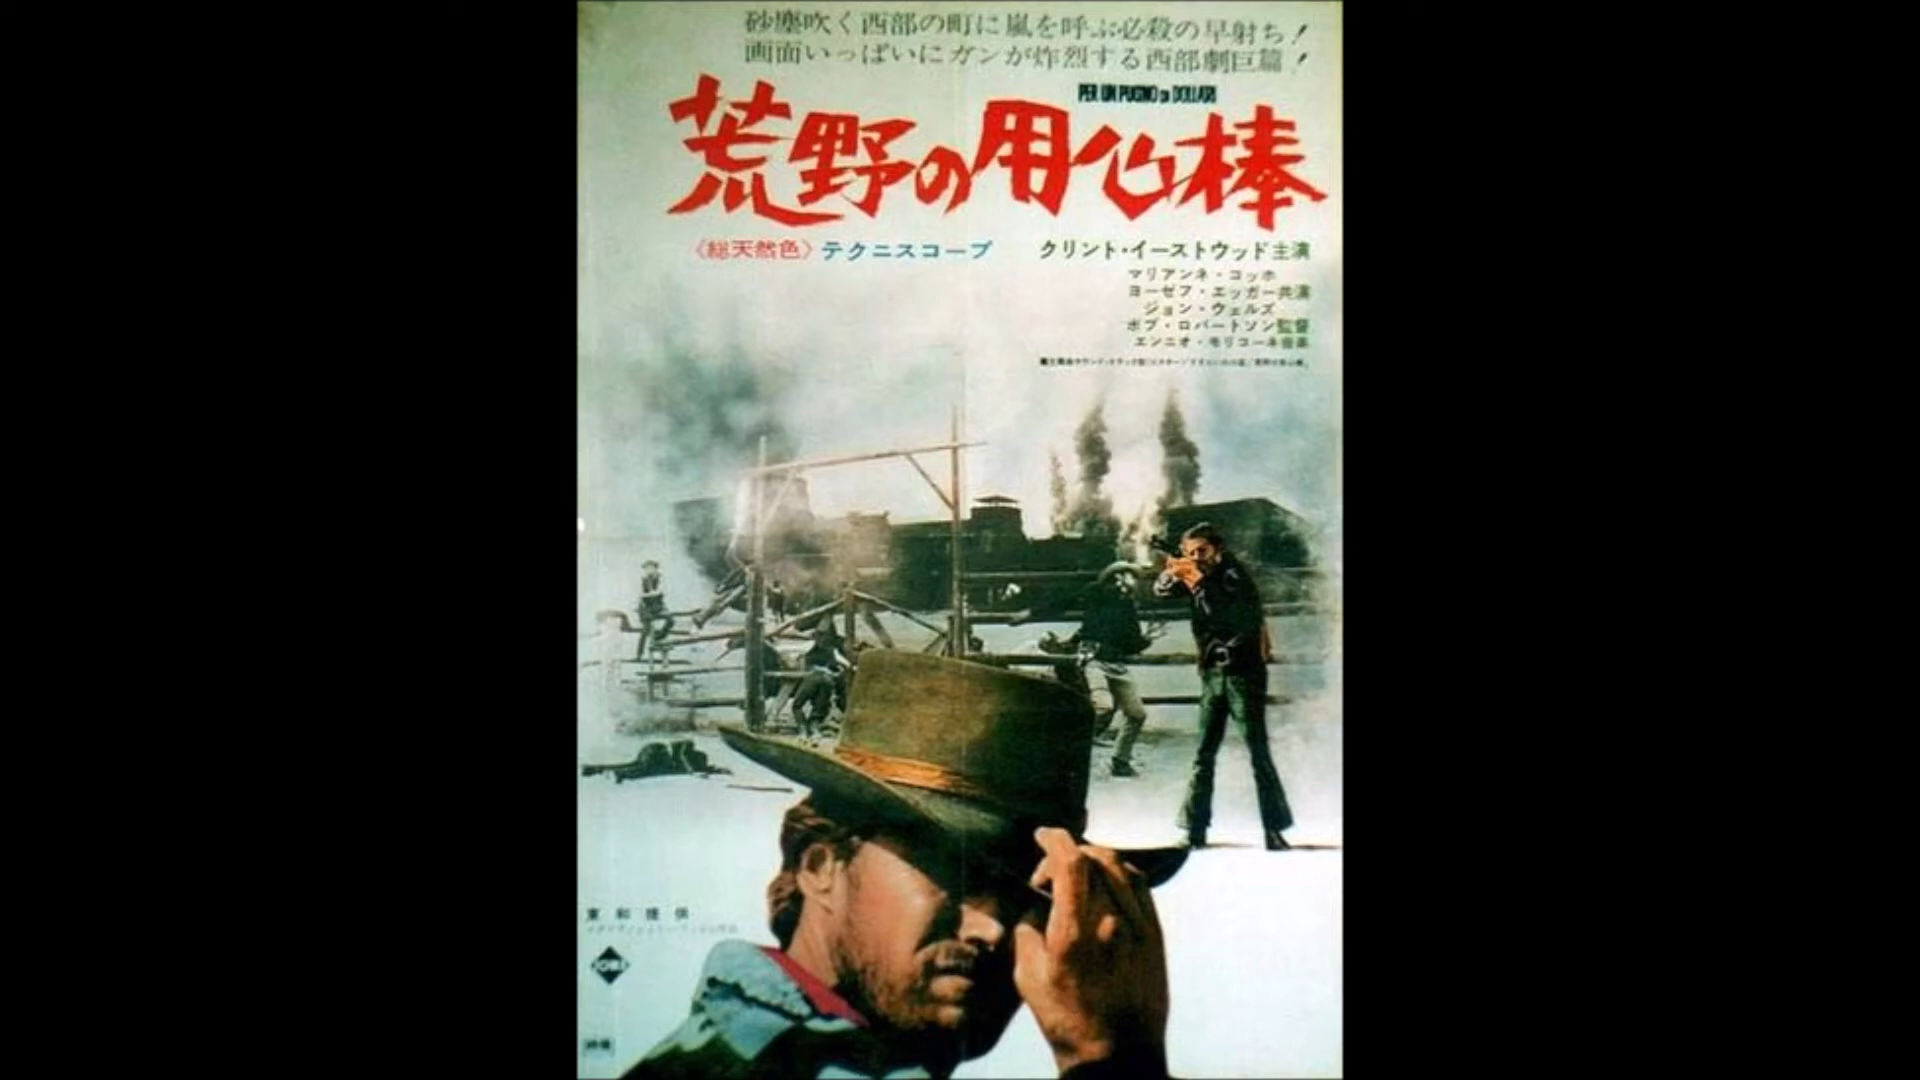 砂塵吹く西部の町に嵐を呼ぶ必殺の早射ち！
画面いっぱいにガンが炸烈する西部劇巨篇！
PER UN PUGNO DI DOLLARI
荒野の用心棒
《総天然色》テクニスコープ
クリント・イーストウッド主演
マリアンネ・コッホ
ヨーゼフ・エッガー共演
ジョン・ウェルズ
ボブ・ロバートソン監督
エンニオ・モリコーネ音楽
東和提供